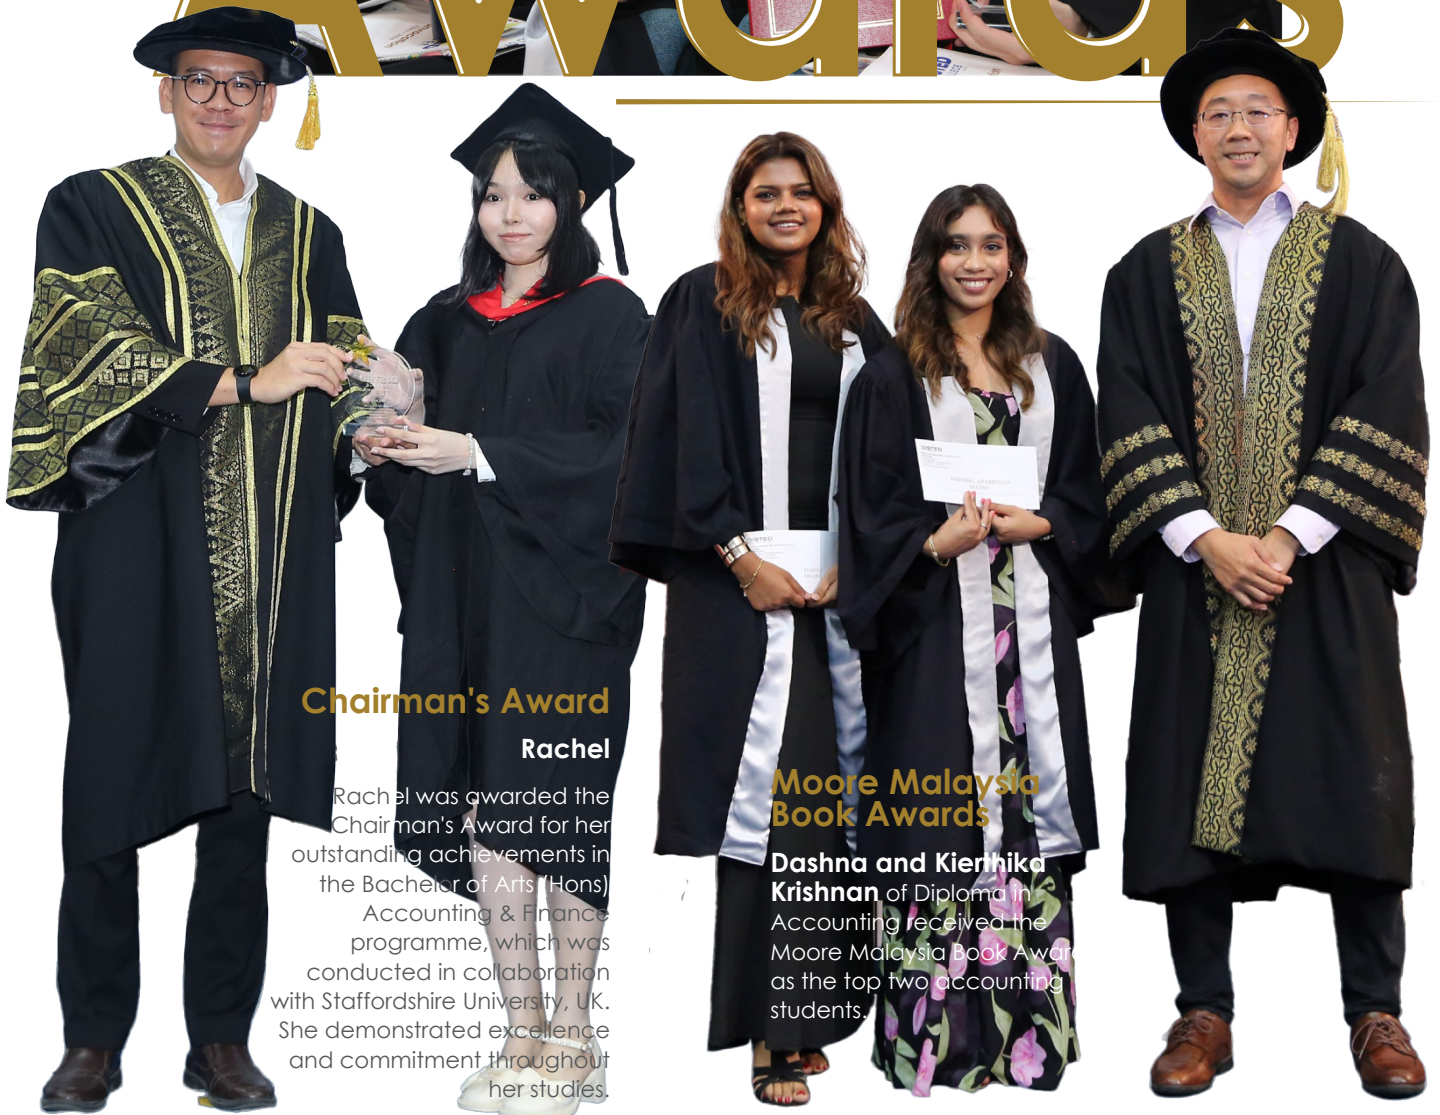 Awards
Chairman's Award
Rachel
Rachel was awarded the
Chairman's Award for her
outstanding achievements in
the Bachelor of Arts (Hons)
Accounting & Finance
programme, which was
conducted in collaboration
with Staffordshire University, UK.
She demonstrated excellence
and commitment throughout
her studies.
Moore Malaysia
Book Awards
Dashna and Kierthika
Krishnan of Diploma in
Accounting received the
Moore Malaysia Book Award
as the top two accounting
students.